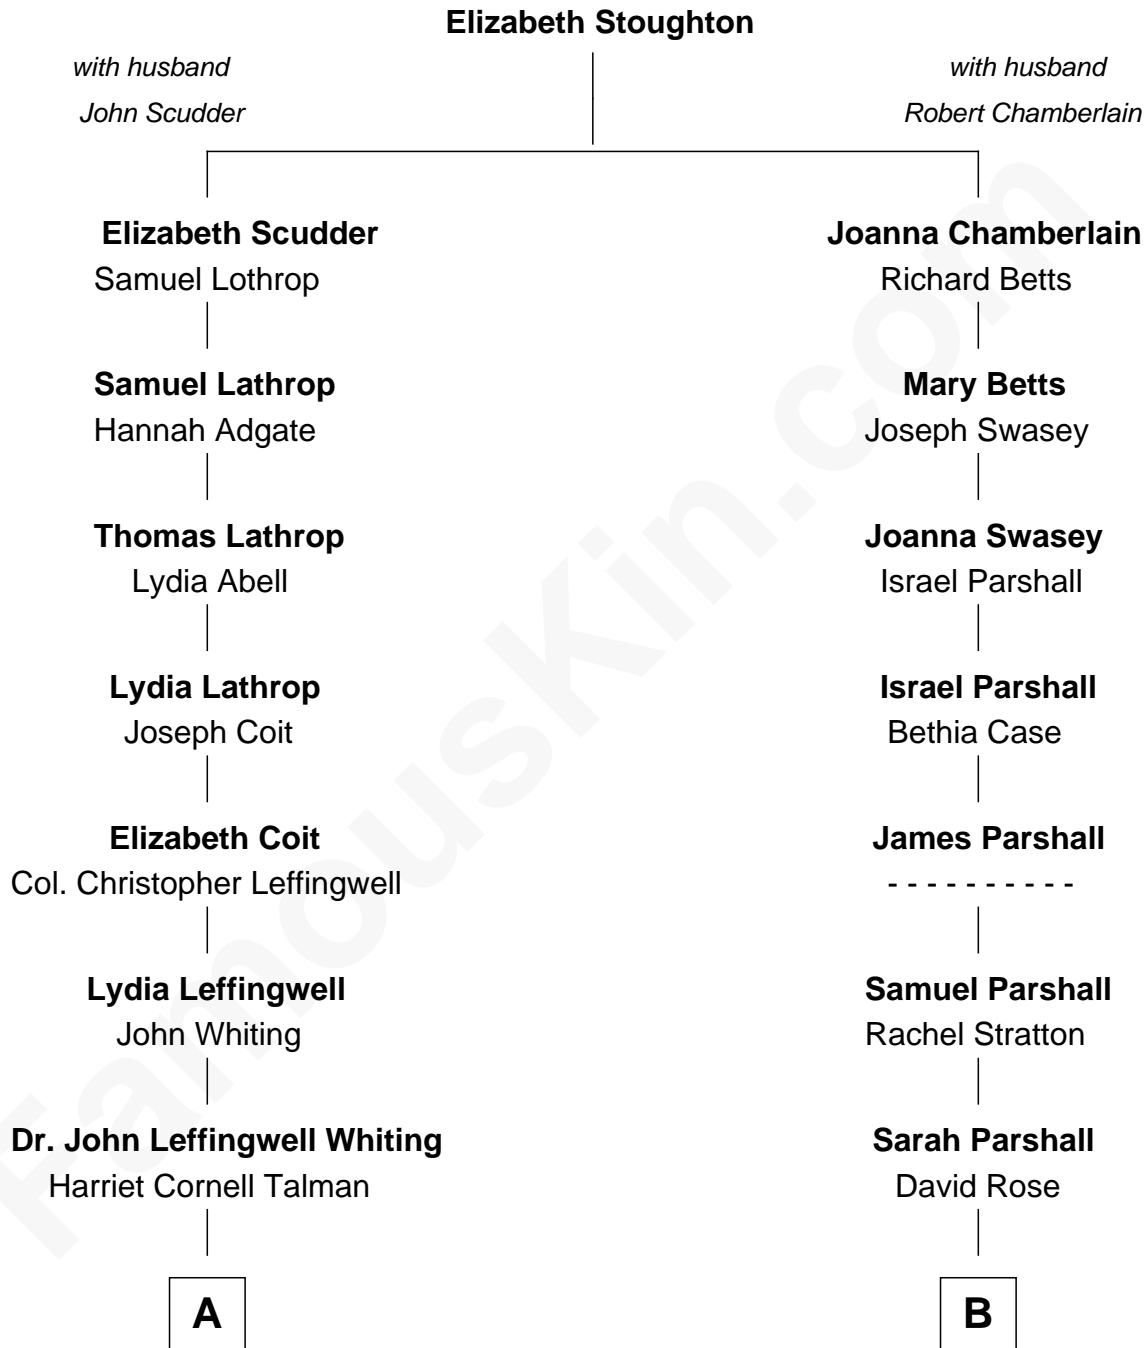 Elizabeth Stoughton
with husband
John Scudder
with husband
Robert Chamberlain
Elizabeth Scudder
Samuel Lothrop
Joanna Chamberlain
Richard Betts
Samuel Lathrop
Hannah Adgate
Mary Betts
Joseph Swasey
Thomas Lathrop
Lydia Abell
Joanna Swasey
Israel Parshall
Lydia Lathrop
Joseph Coit
Israel Parshall
Bethia Case
Elizabeth Coit
Col. Christopher Leffingwell
James Parshall
- - - - - - - - - -
Lydia Leffingwell
John Whiting
Samuel Parshall
Rachel Stratton
Dr. John Leffingwell Whiting
Harriet Cornell Talman
Sarah Parshall
David Rose
A
B
FamousKin.com